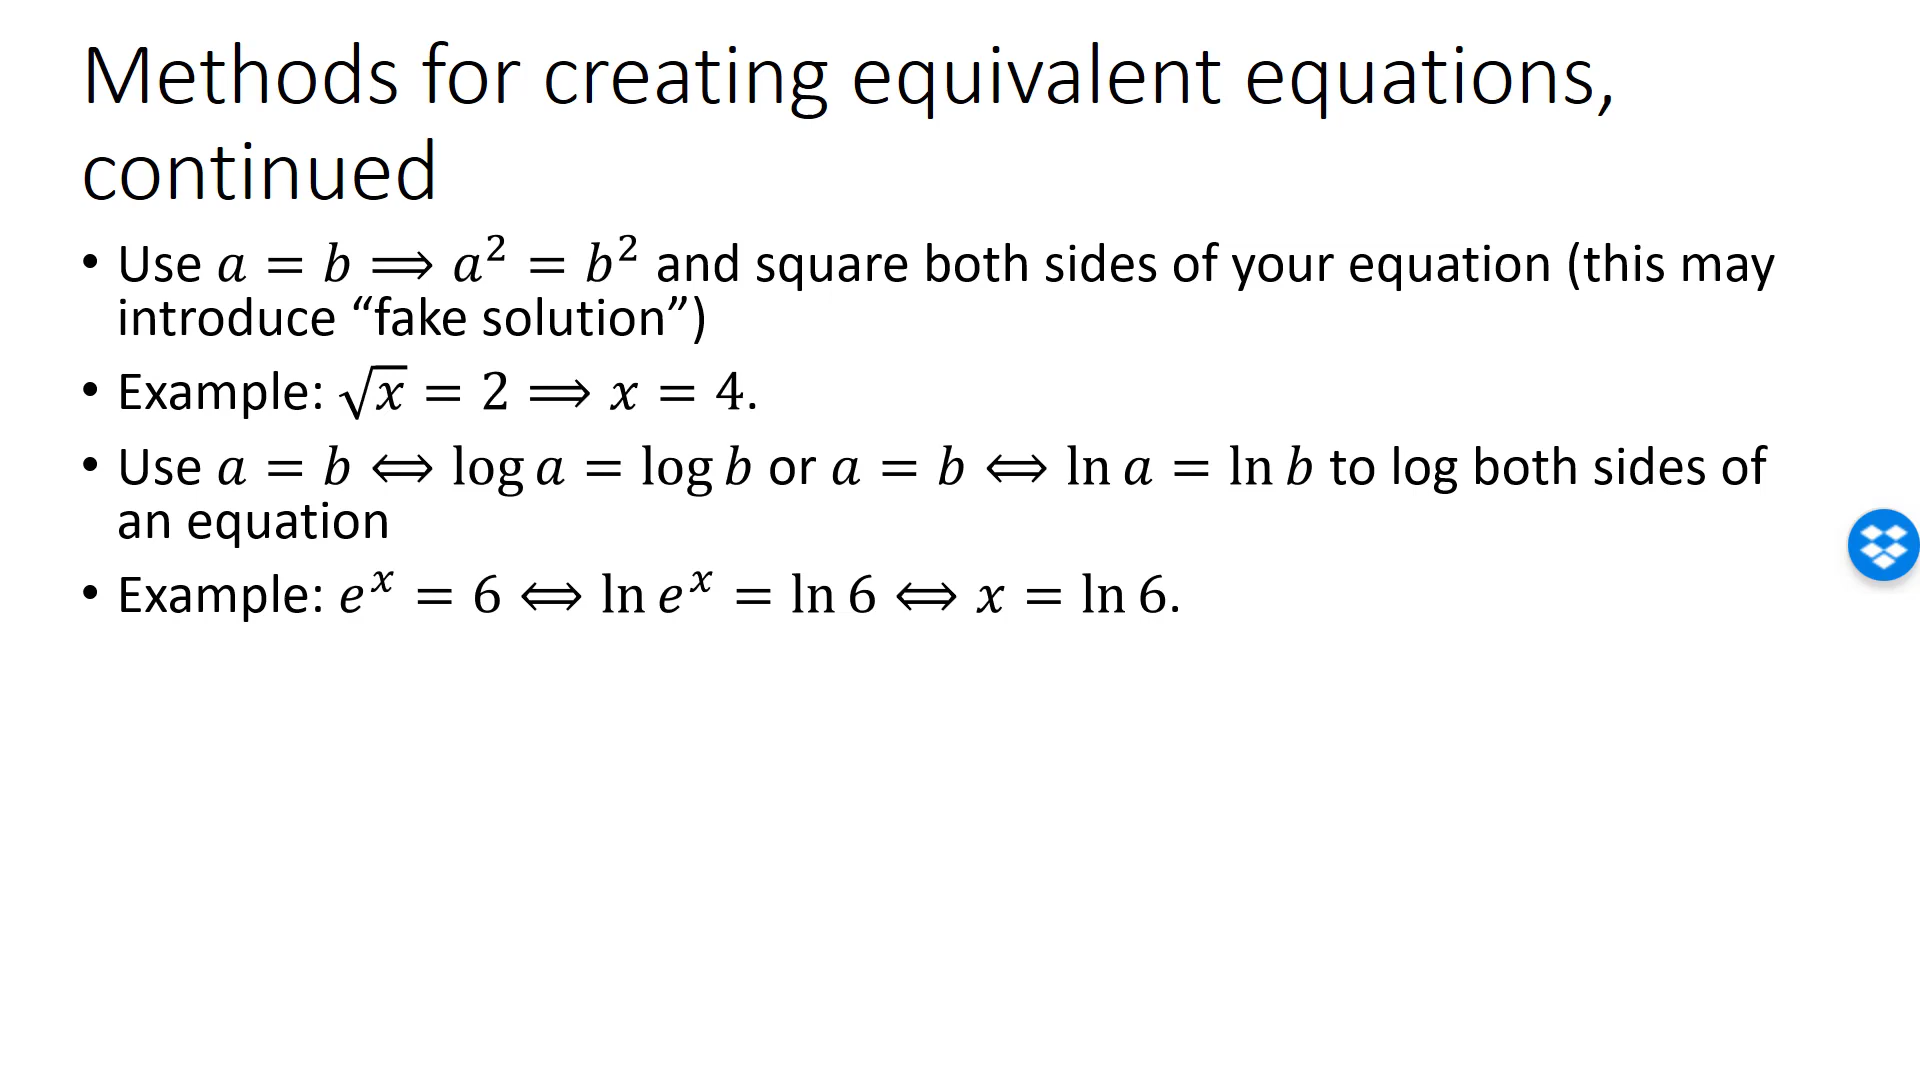 Methods for creating equivalent equations,
continued
• Use 𝑎 = 𝑏 ⟹ 𝑎² = 𝑏² and square both sides of your equation (this may
introduce “fake solution”)
• Example: √𝑥 = 2 ⟹ 𝑥 = 4.
• Use 𝑎 = 𝑏 ⟺ log 𝑎 = log 𝑏 or 𝑎 = 𝑏 ⟺ ln 𝑎 = ln 𝑏 to log both sides of
an equation
• Example: 𝑒ˣ = 6 ⟺ ln 𝑒ˣ = ln 6 ⟺ 𝑥 = ln 6.